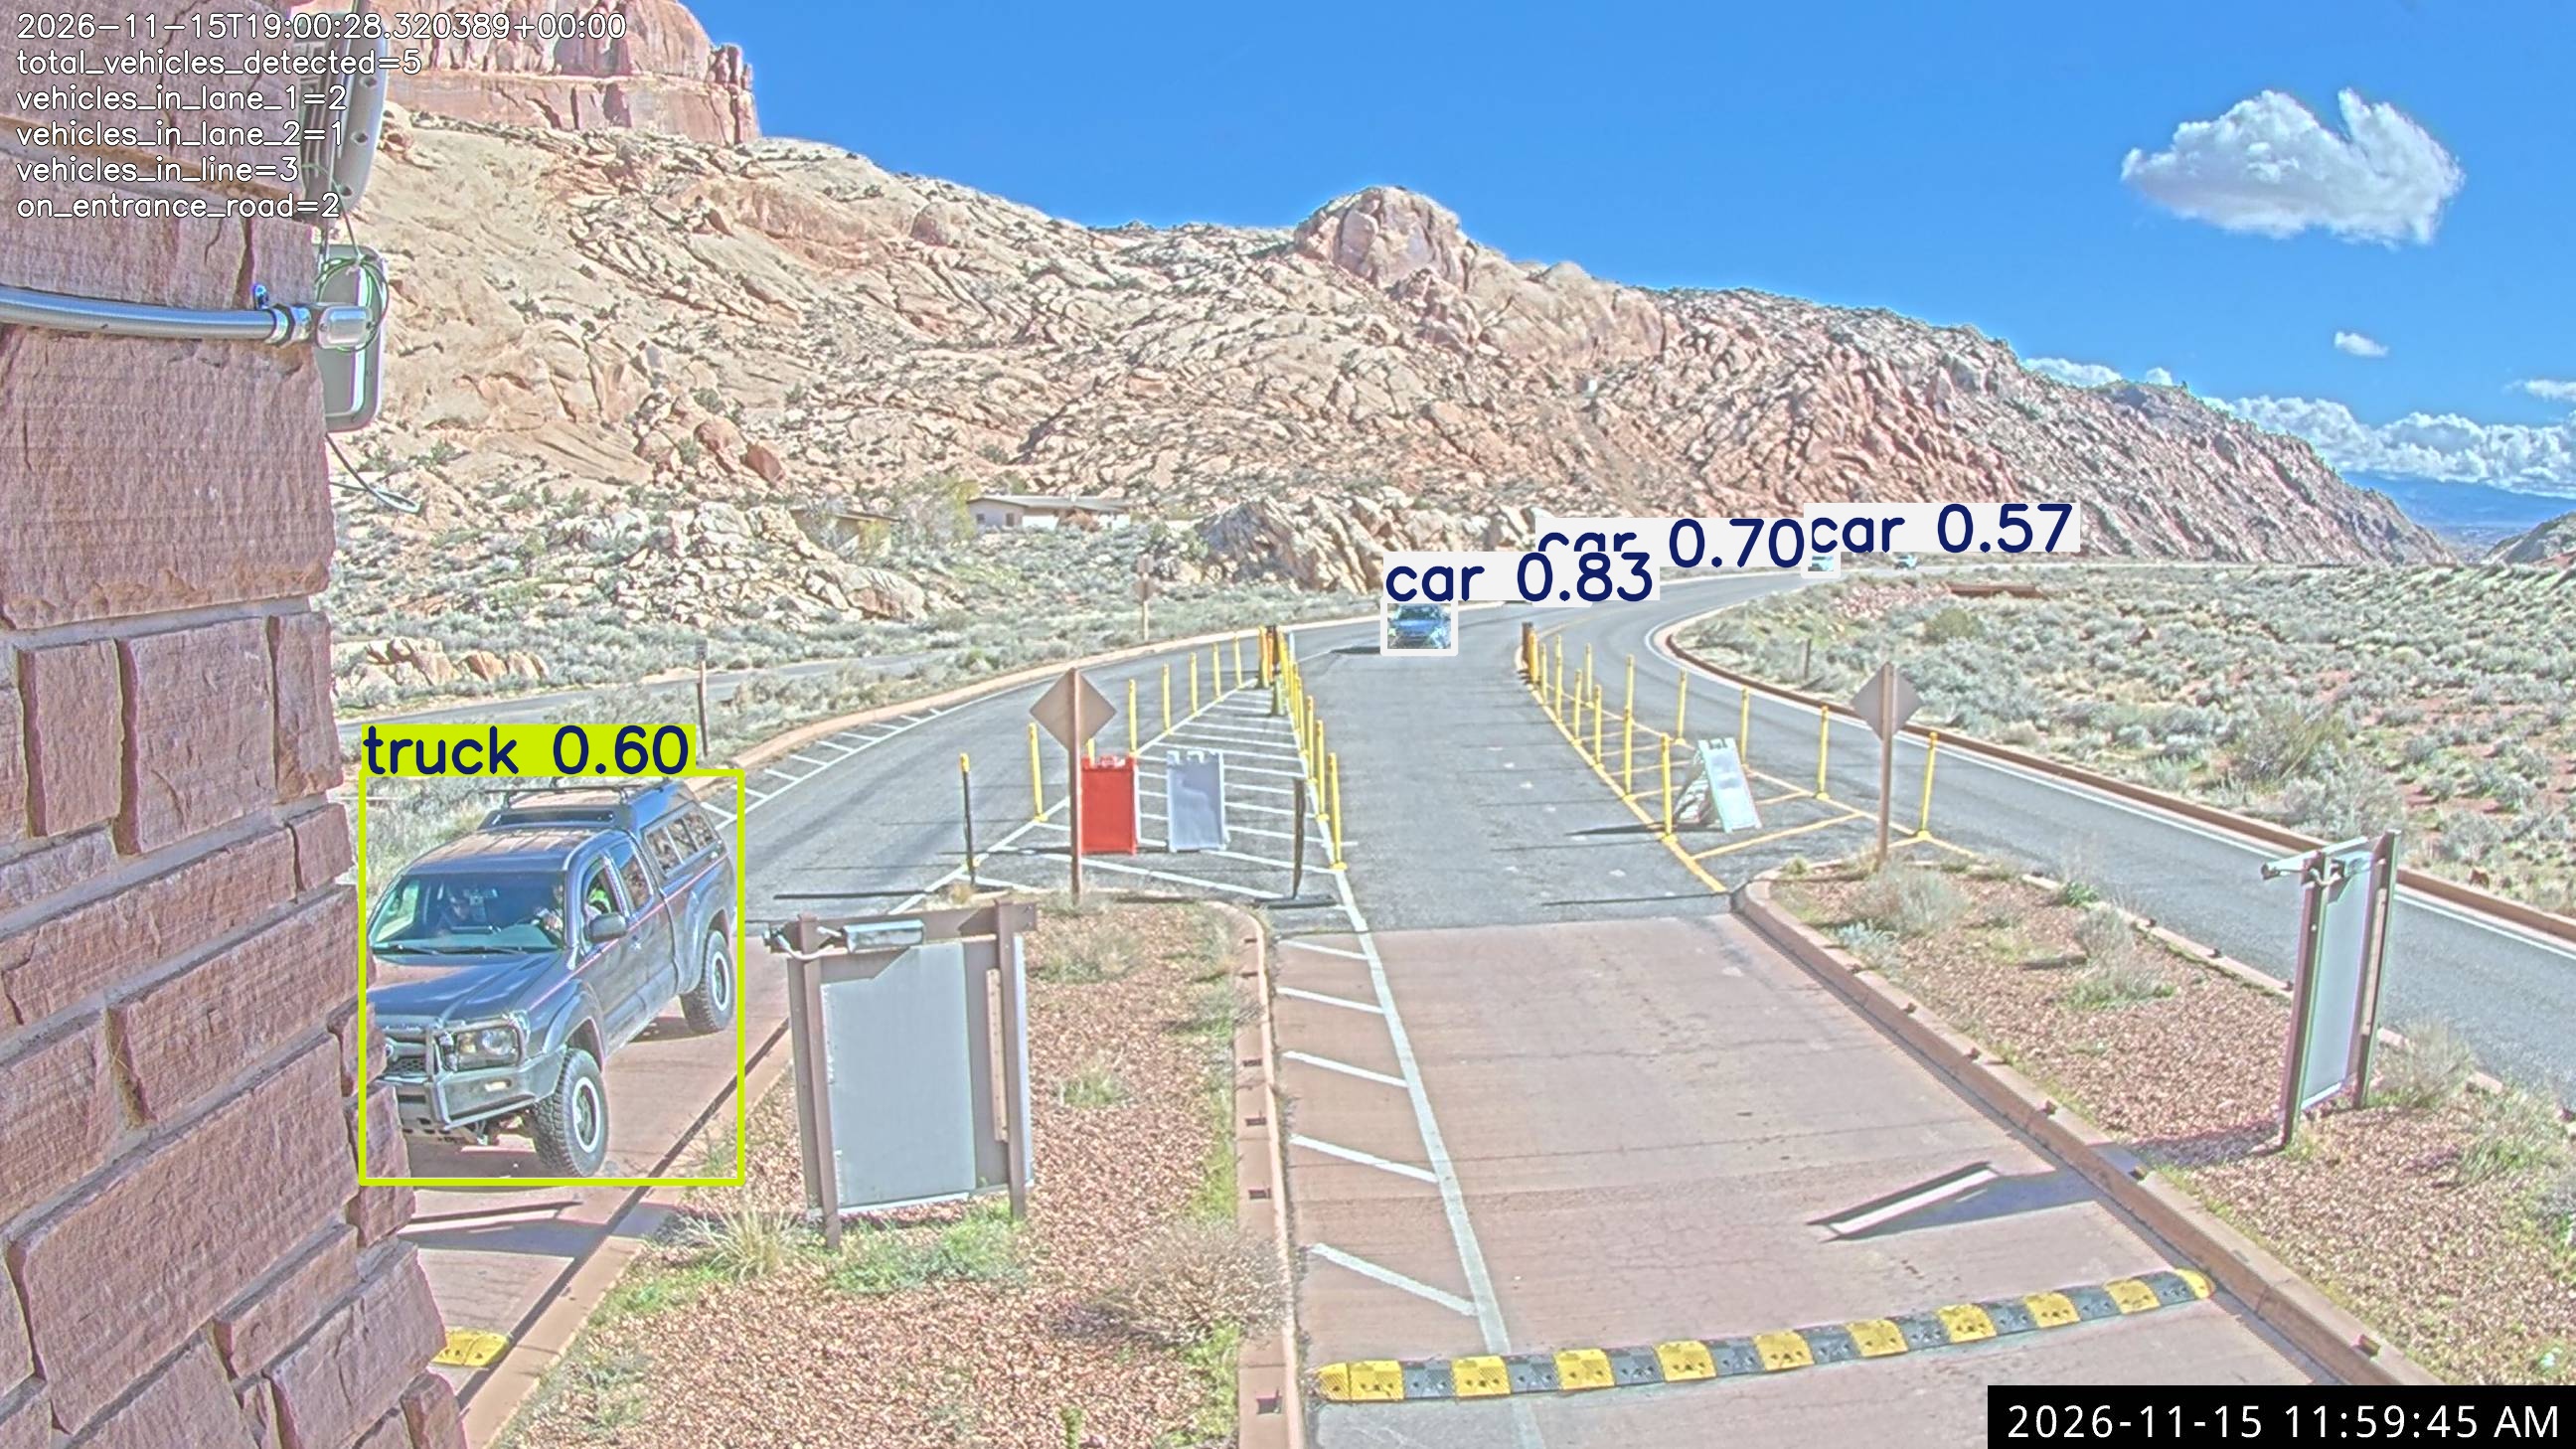 2026-11-15T19:00:28.320389+00:00
total_vehicles_detected=5
vehicles_in_lane_1=2
vehicles_in_lane_2=1
vehicles_in_line=3
on_entrance_road=2
car 0.70
car 0.57
car 0.83
truck 0.60
2026-11-15 11:59:45 AM